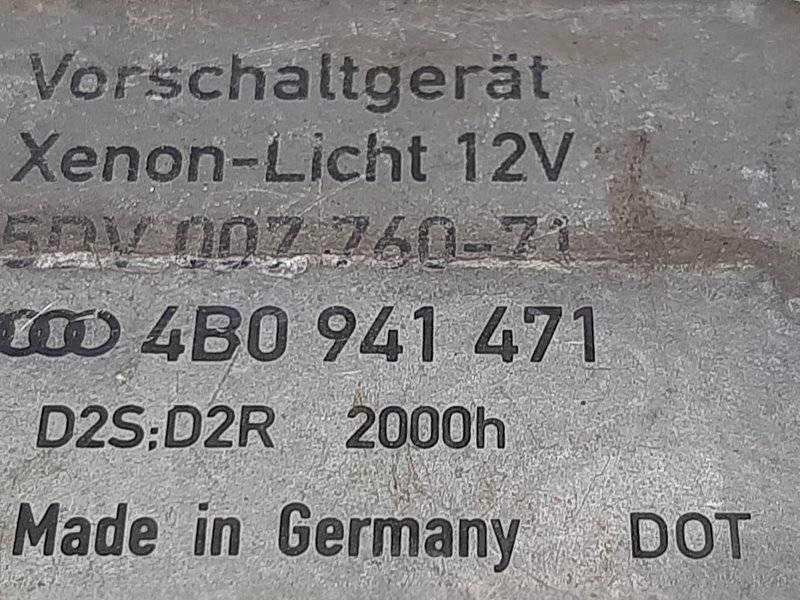 Vorschaltgerät
Xenon-Licht 12V
5DV 007 760-71
4B0 941 471
D2S;D2R 2000h
Made in Germany DOT